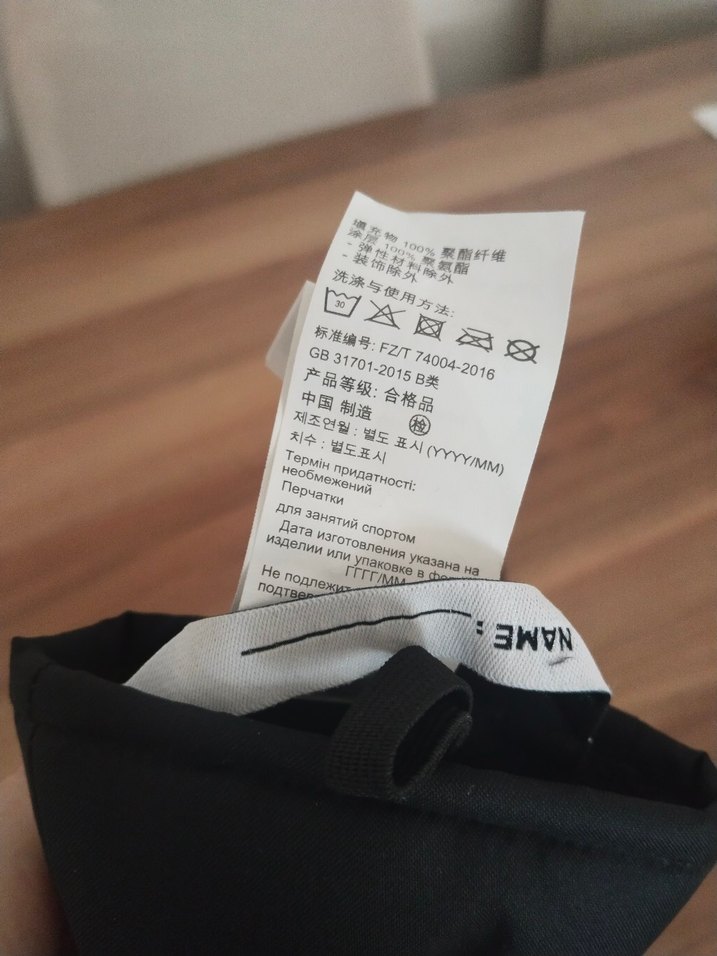 填充物 100% 聚酯纤维
涂层 100% 聚氨酯
- 弹性材料除外
- 装饰除外
洗涤与使用方法:
30
标准编号: FZ/T 74004-2016
GB 31701-2015 B类
产品等级: 合格品
中国 制造 检
제조연월 : 별도 표시 (YYYY/MM)
치수 : 별도표시
Термін придатності:
необмежений
Перчатки
для занятий спортом
Дата изготовления указана на
изделии или упаковке в
ГГГГ/ММ
Не подлежит
NAME :